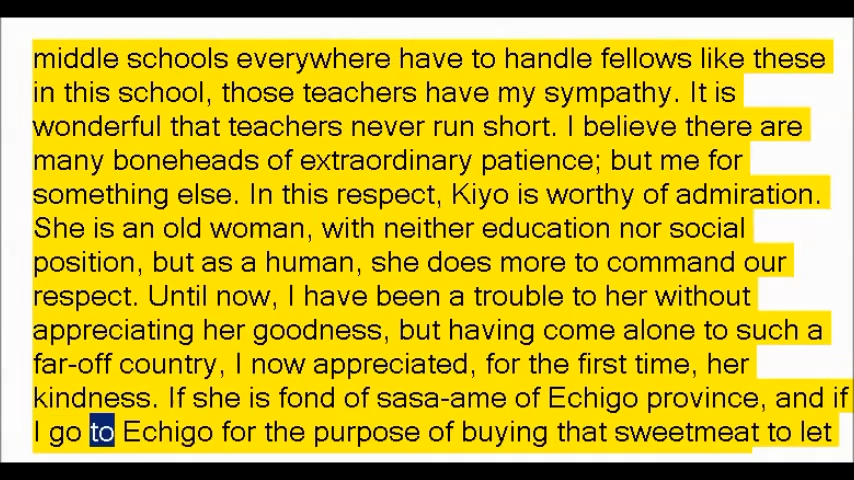 middle schools everywhere have to handle fellows like these
in this school, those teachers have my sympathy. It is
wonderful that teachers never run short. I believe there are
many boneheads of extraordinary patience; but me for
something else. In this respect, Kiyo is worthy of admiration.
She is an old woman, with neither education nor social
position, but as a human, she does more to command our
respect. Until now, I have been a trouble to her without
appreciating her goodness, but having come alone to such a
far-off country, I now appreciated, for the first time, her
kindness. If she is fond of sasa-ame of Echigo province, and if
I go to Echigo for the purpose of buying that sweetmeat to let